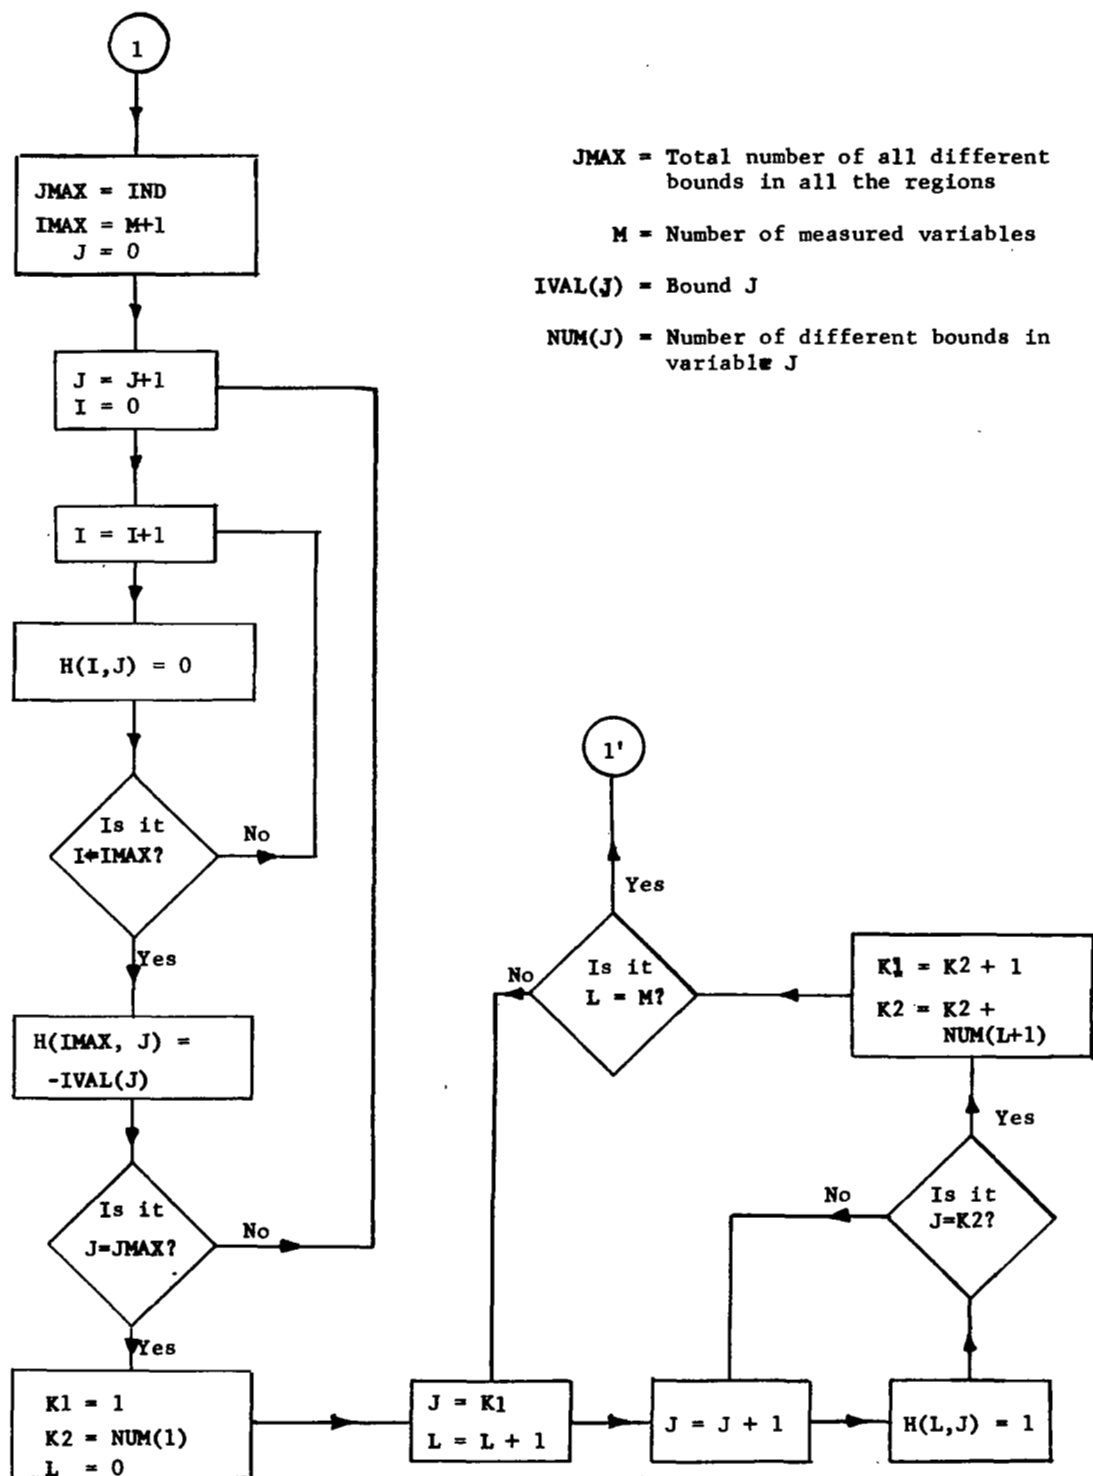 1
JMAX = IND
IMAX = M+1
J = 0
JMAX = Total number of all different
bounds in all the regions
M = Number of measured variables
IVAL(J) = Bound J
NUM(J) = Number of different bounds in
variable J
J = J+1
I = 0
I = I+1
H(I,J) = 0
Is it
I=IMAX?
No
Yes
H(IMAX, J) =
-IVAL(J)
Is it
J=JMAX?
No
Yes
K1 = 1
K2 = NUM(1)
L = 0
J = K1
L = L + 1
J = J + 1
H(L,J) = 1
Is it
J=K2?
No
Yes
K1 = K2 + 1
K2 = K2 +
NUM(L+1)
Is it
L = M?
No
Yes
1'